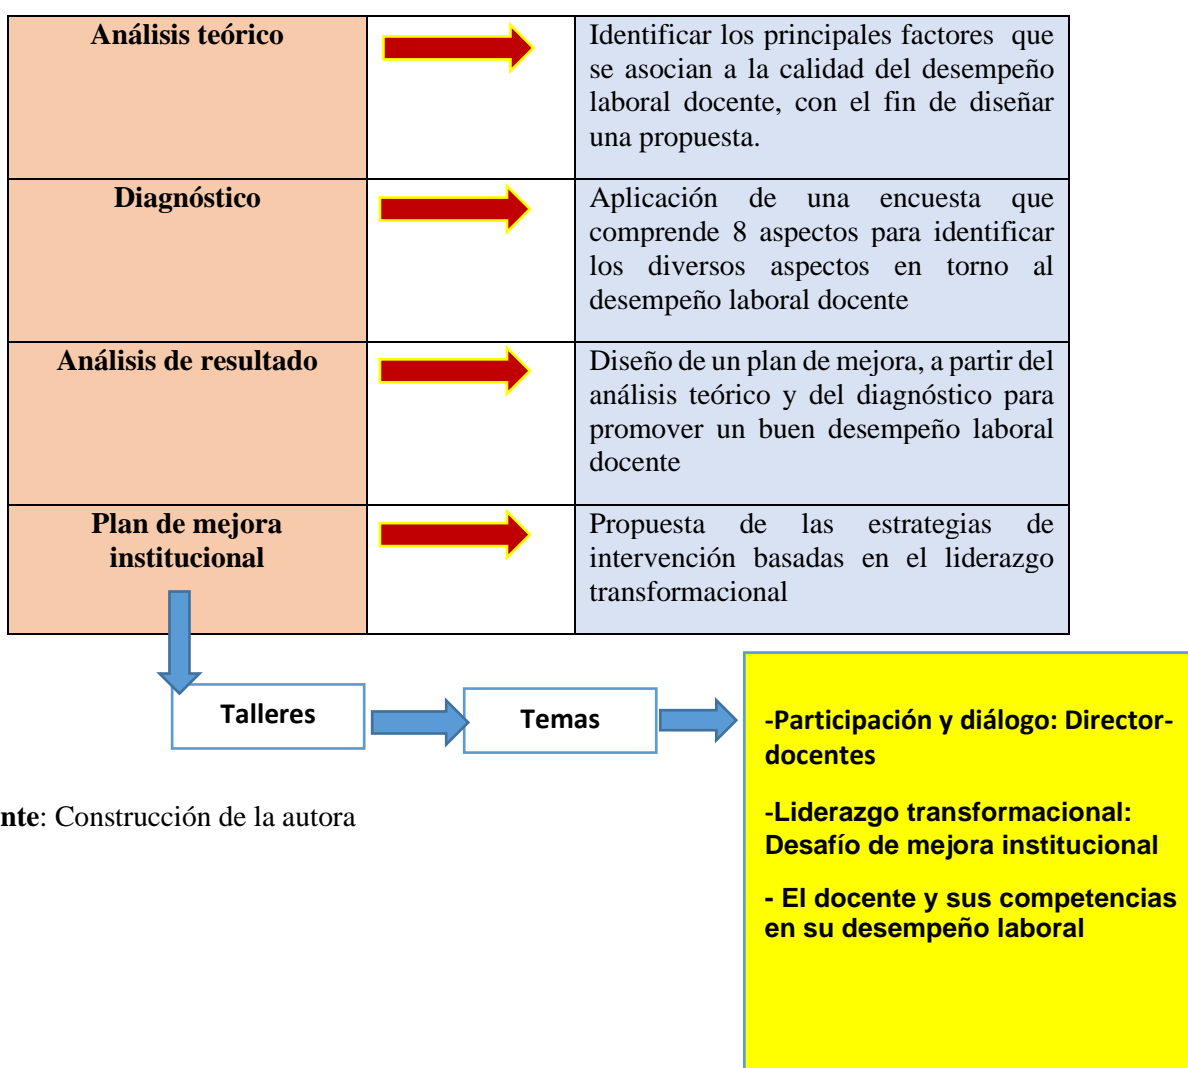 Análisis teórico
Identificar los principales factores que
se asocian a la calidad del desempeño
laboral docente, con el fin de diseñar
una propuesta.
Diagnóstico
Aplicación de una encuesta que
comprende 8 aspectos para identificar
los diversos aspectos en torno al
desempeño laboral docente
Análisis de resultado
Diseño de un plan de mejora, a partir del
análisis teórico y del diagnóstico para
promover un buen desempeño laboral
docente
Plan de mejora
institucional
Propuesta de las estrategias de
intervención basadas en el liderazgo
transformacional
Talleres
Temas
-Participación y diálogo: Director-
docentes
-Liderazgo transformacional:
Desafío de mejora institucional
- El docente y sus competencias
en su desempeño laboral
nte: Construcción de la autora